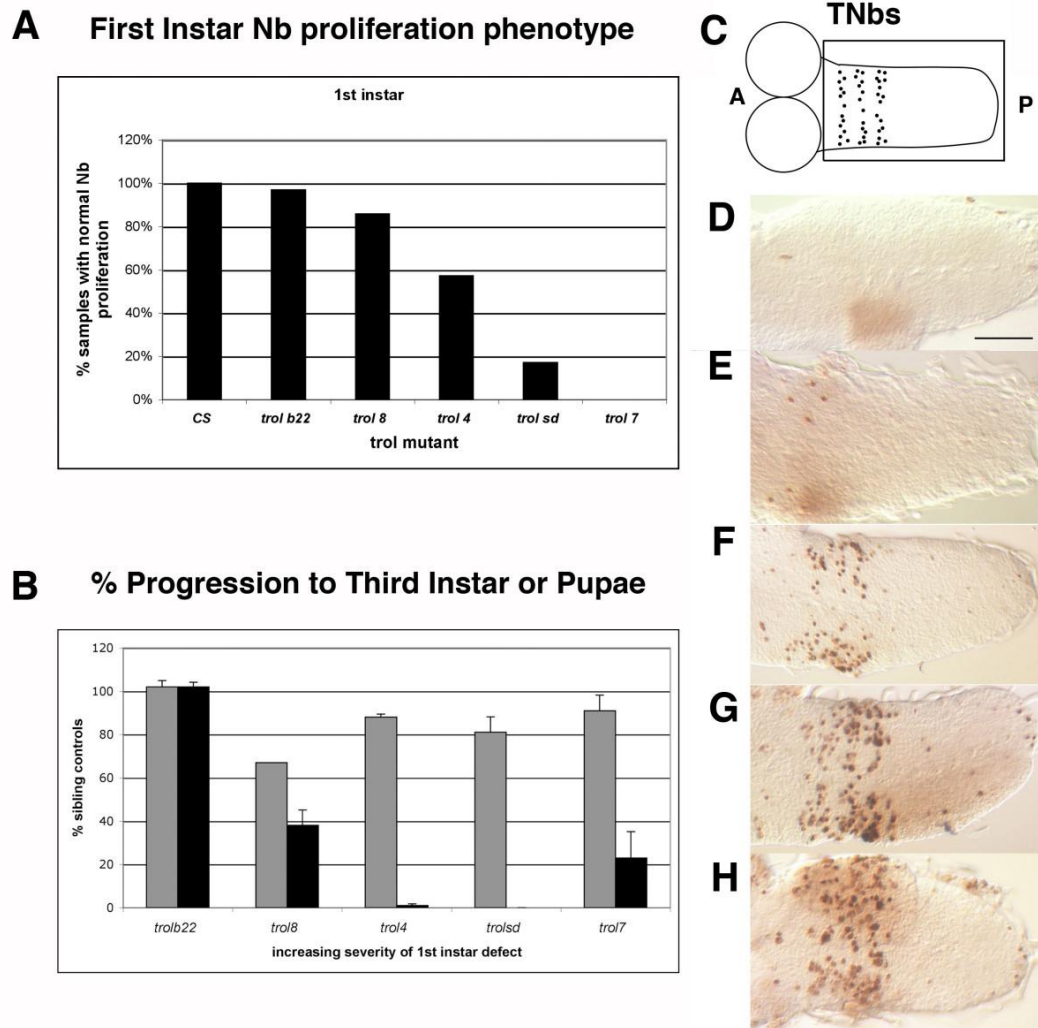 A First Instar Nb proliferation phenotype
1st instar
% samples with normal Nb
proliferation
120%
100%
80%
60%
40%
20%
0%
CS trol b22 trol 8 trol 4 trol sd trol 7
trol mutant
B % Progression to Third Instar or Pupae
% sibling controls
120
100
80
60
40
20
0
trolb22 trol8 trol4 trolsd trol7
increasing severity of 1st instar defect
C TNbs
A P
D
E
F
G
H